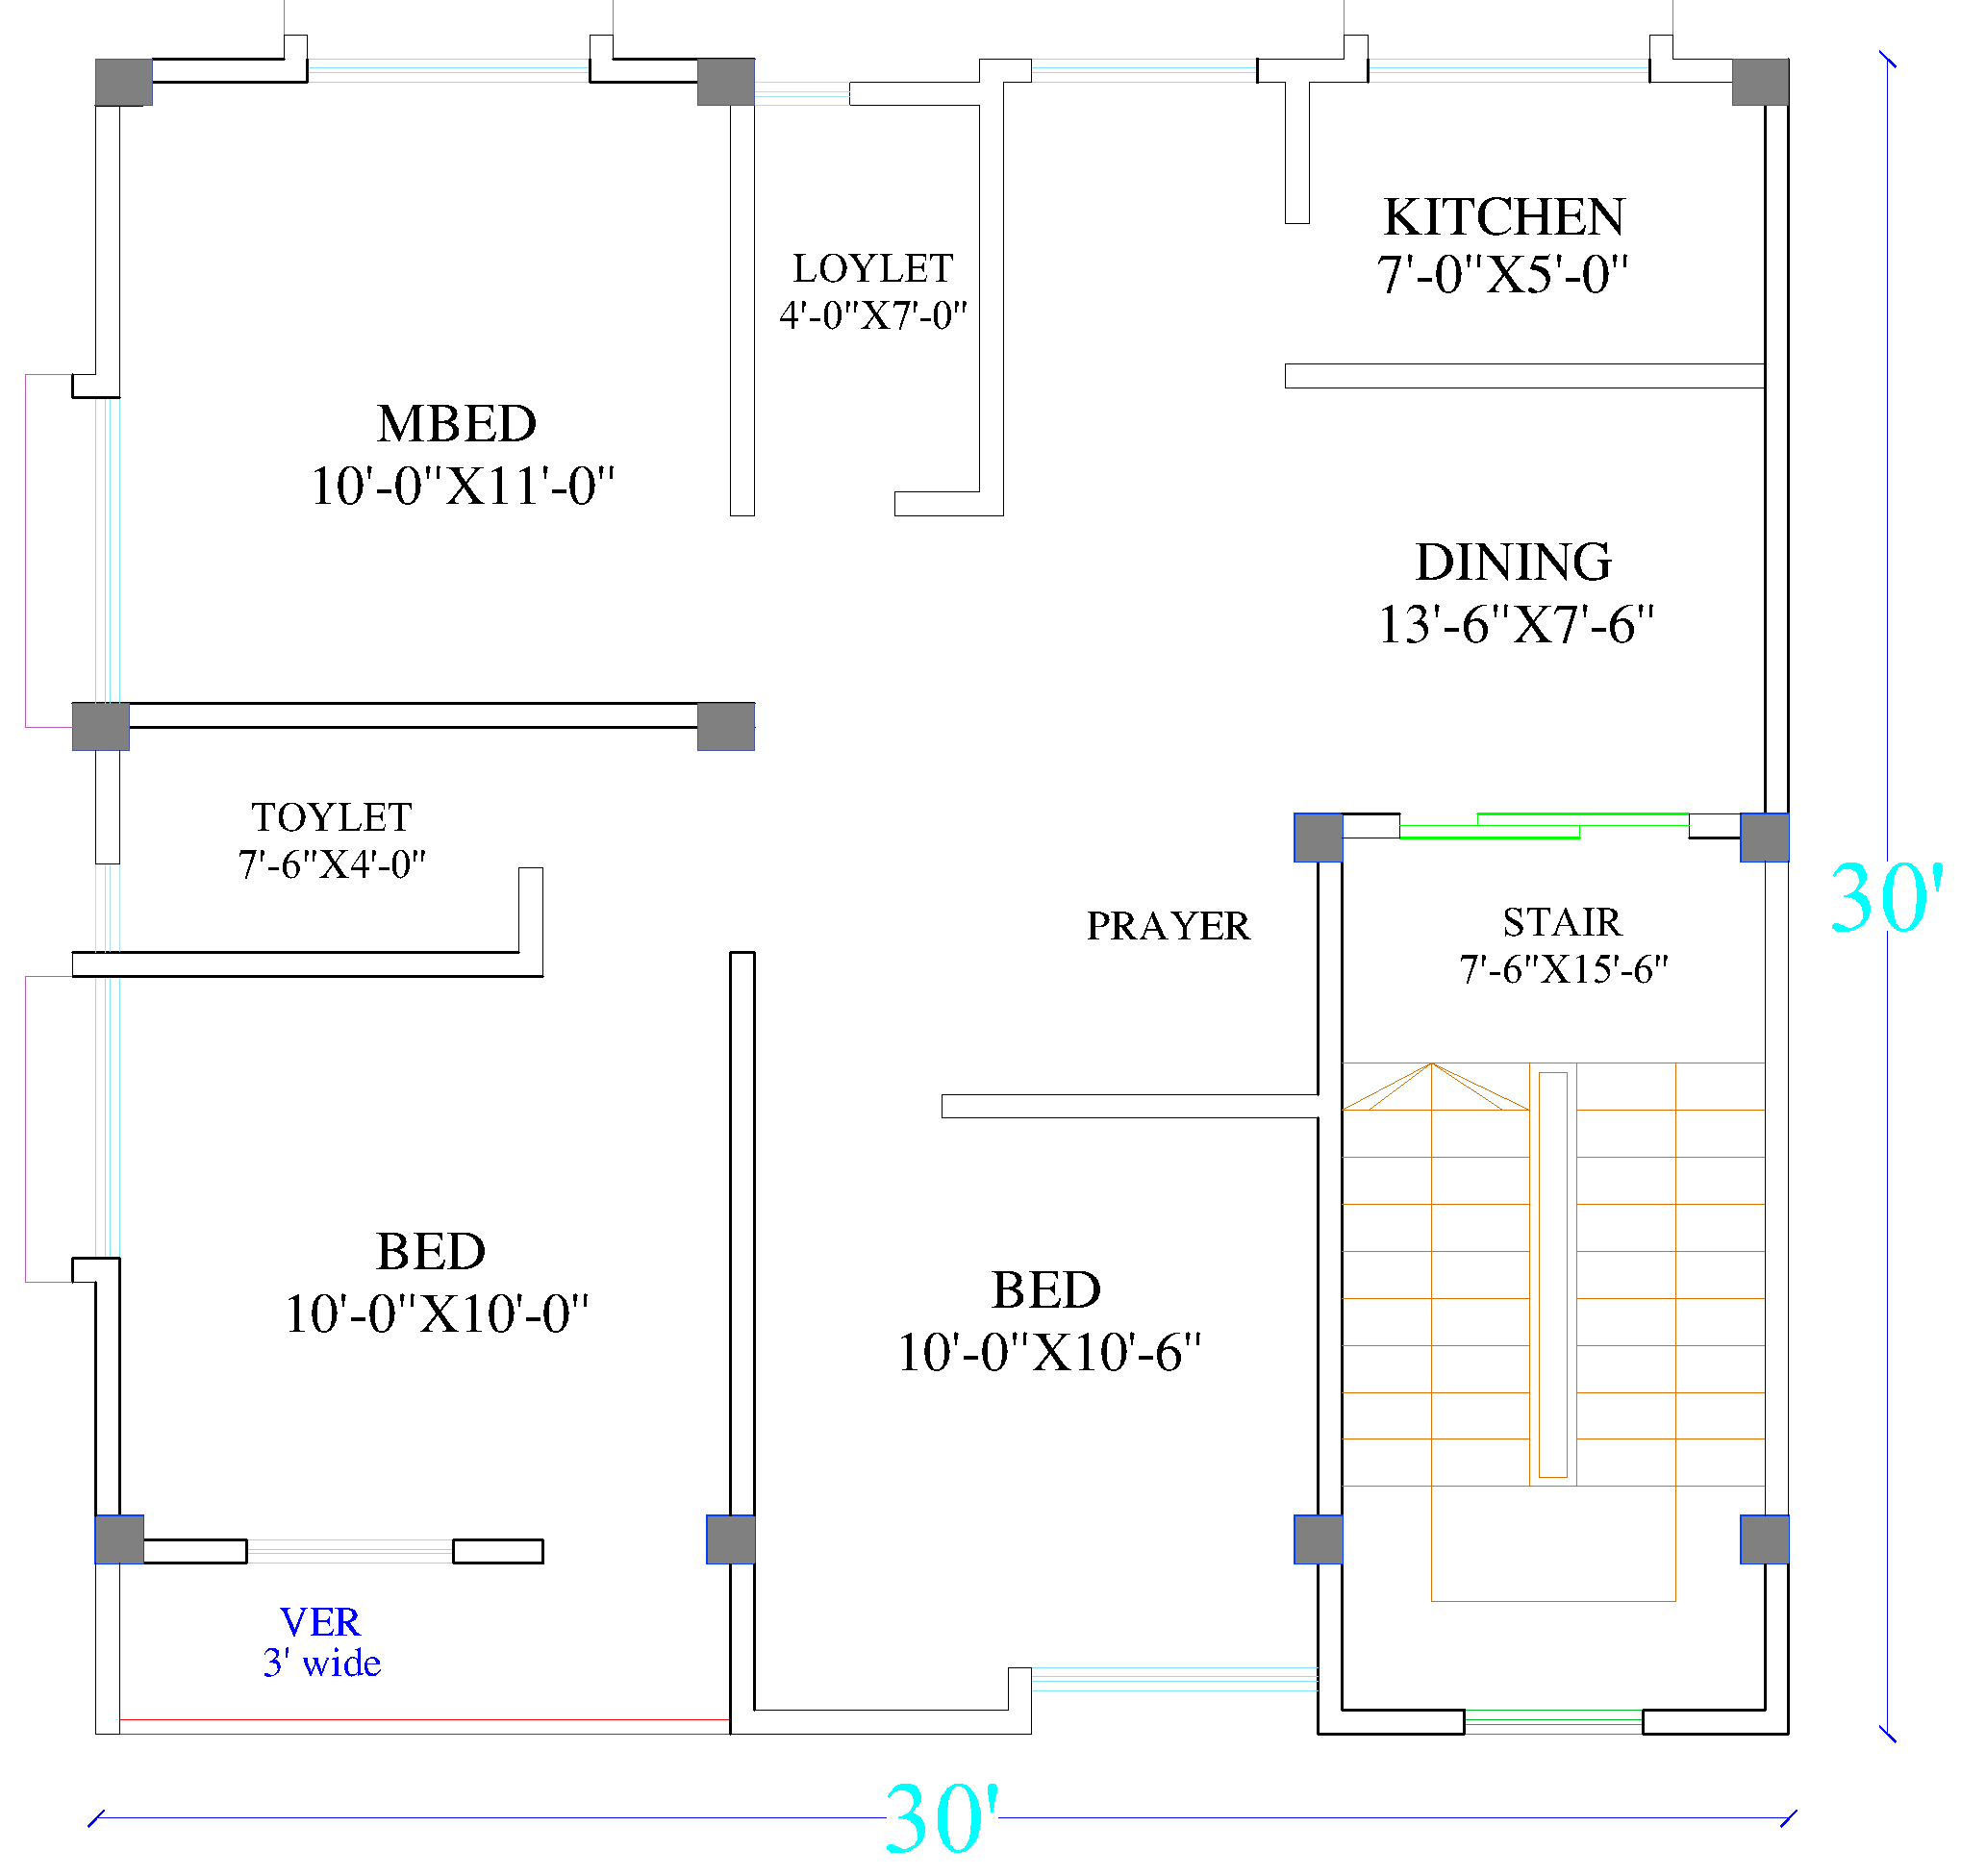 KITCHEN
7'-0"X5'-0"
LOYLET
4'-0"X7'-0"
MBED
10'-0"X11'-0"
DINING
13'-6"X7'-6"
TOYLET
7'-6"X4'-0"
PRAYER
STAIR
7'-6"X15'-6"
30'
BED
10'-0"X10'-0"
BED
10'-0"X10'-6"
VER
3' wide
30'